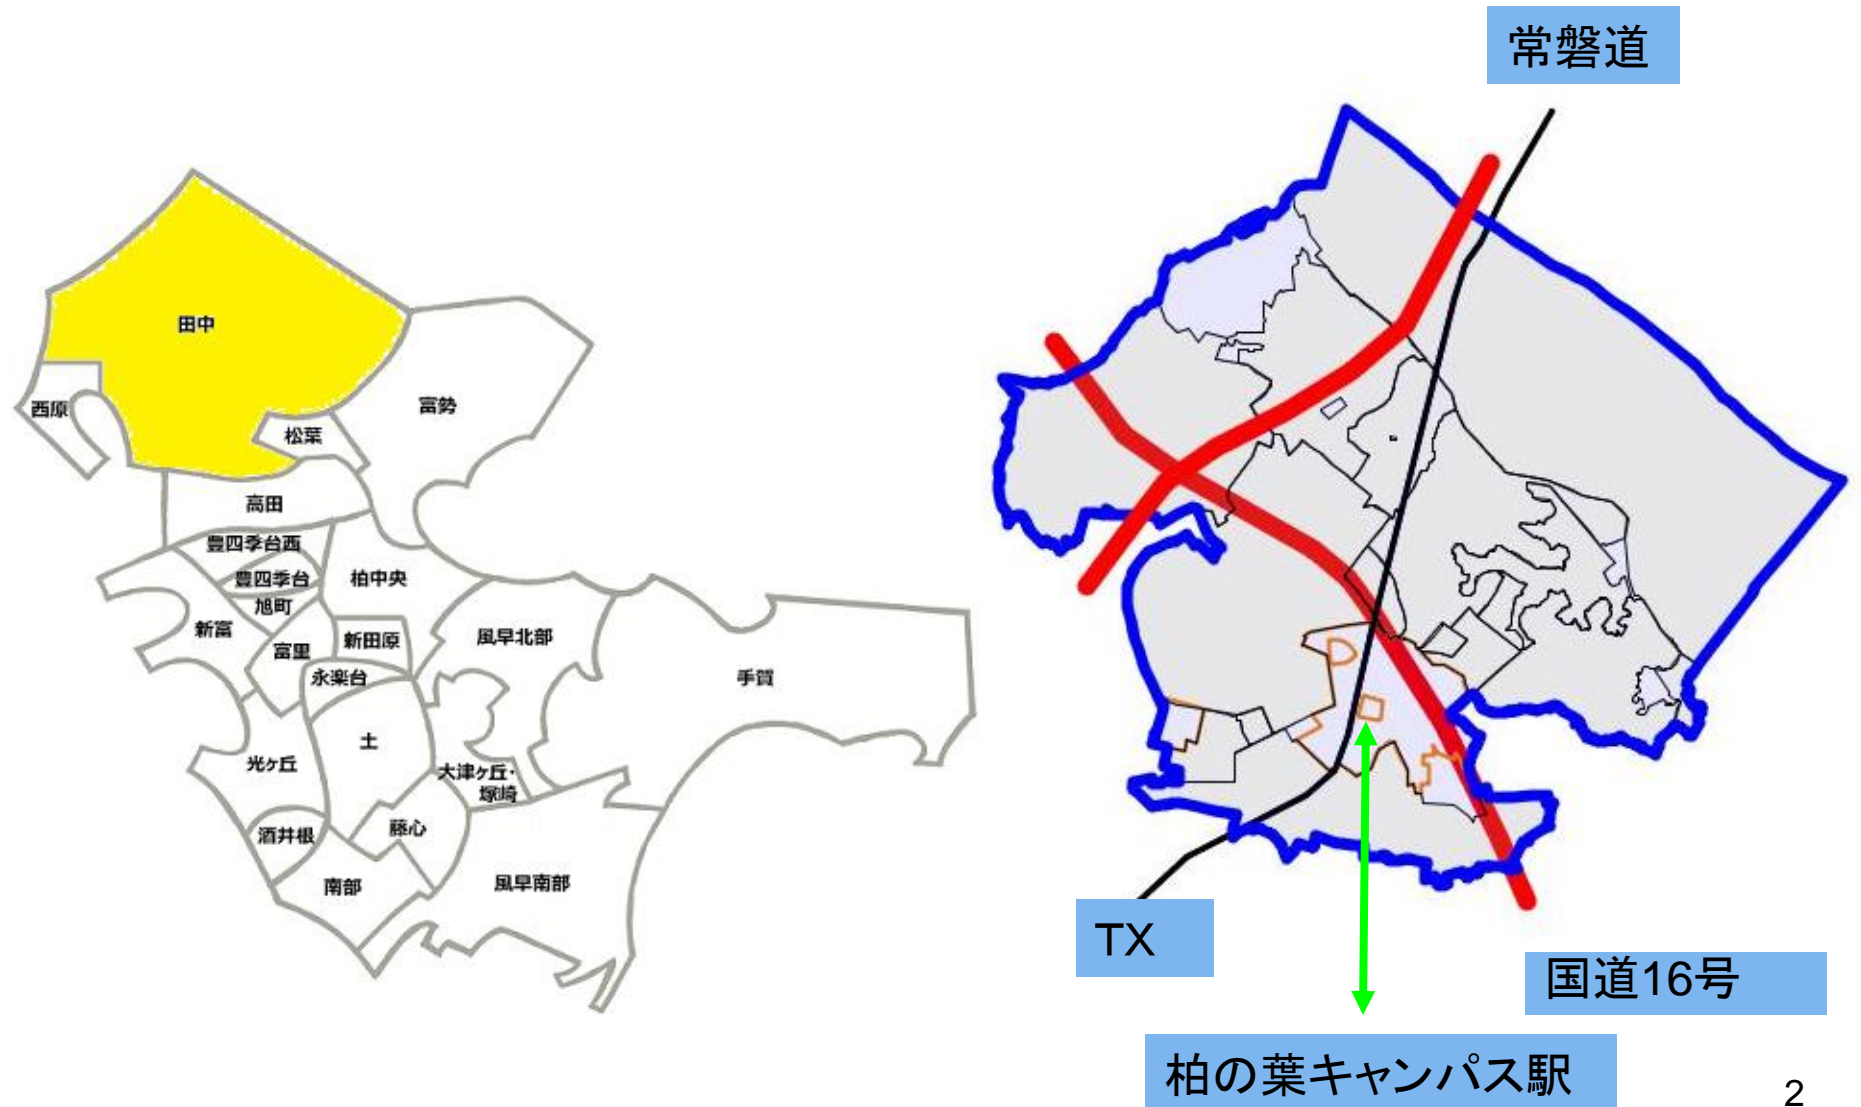 常磐道
田中
西原
富勢
松葉
高田
豊四季台西
豊四季台
柏中央
旭町
新富
富里
新田原
風早北部
永楽台
手賀
土
光ヶ丘
大津ヶ丘・
塚崎
酒井根
藤心
南部
風早南部
TX
国道16号
柏の葉キャンパス駅
2